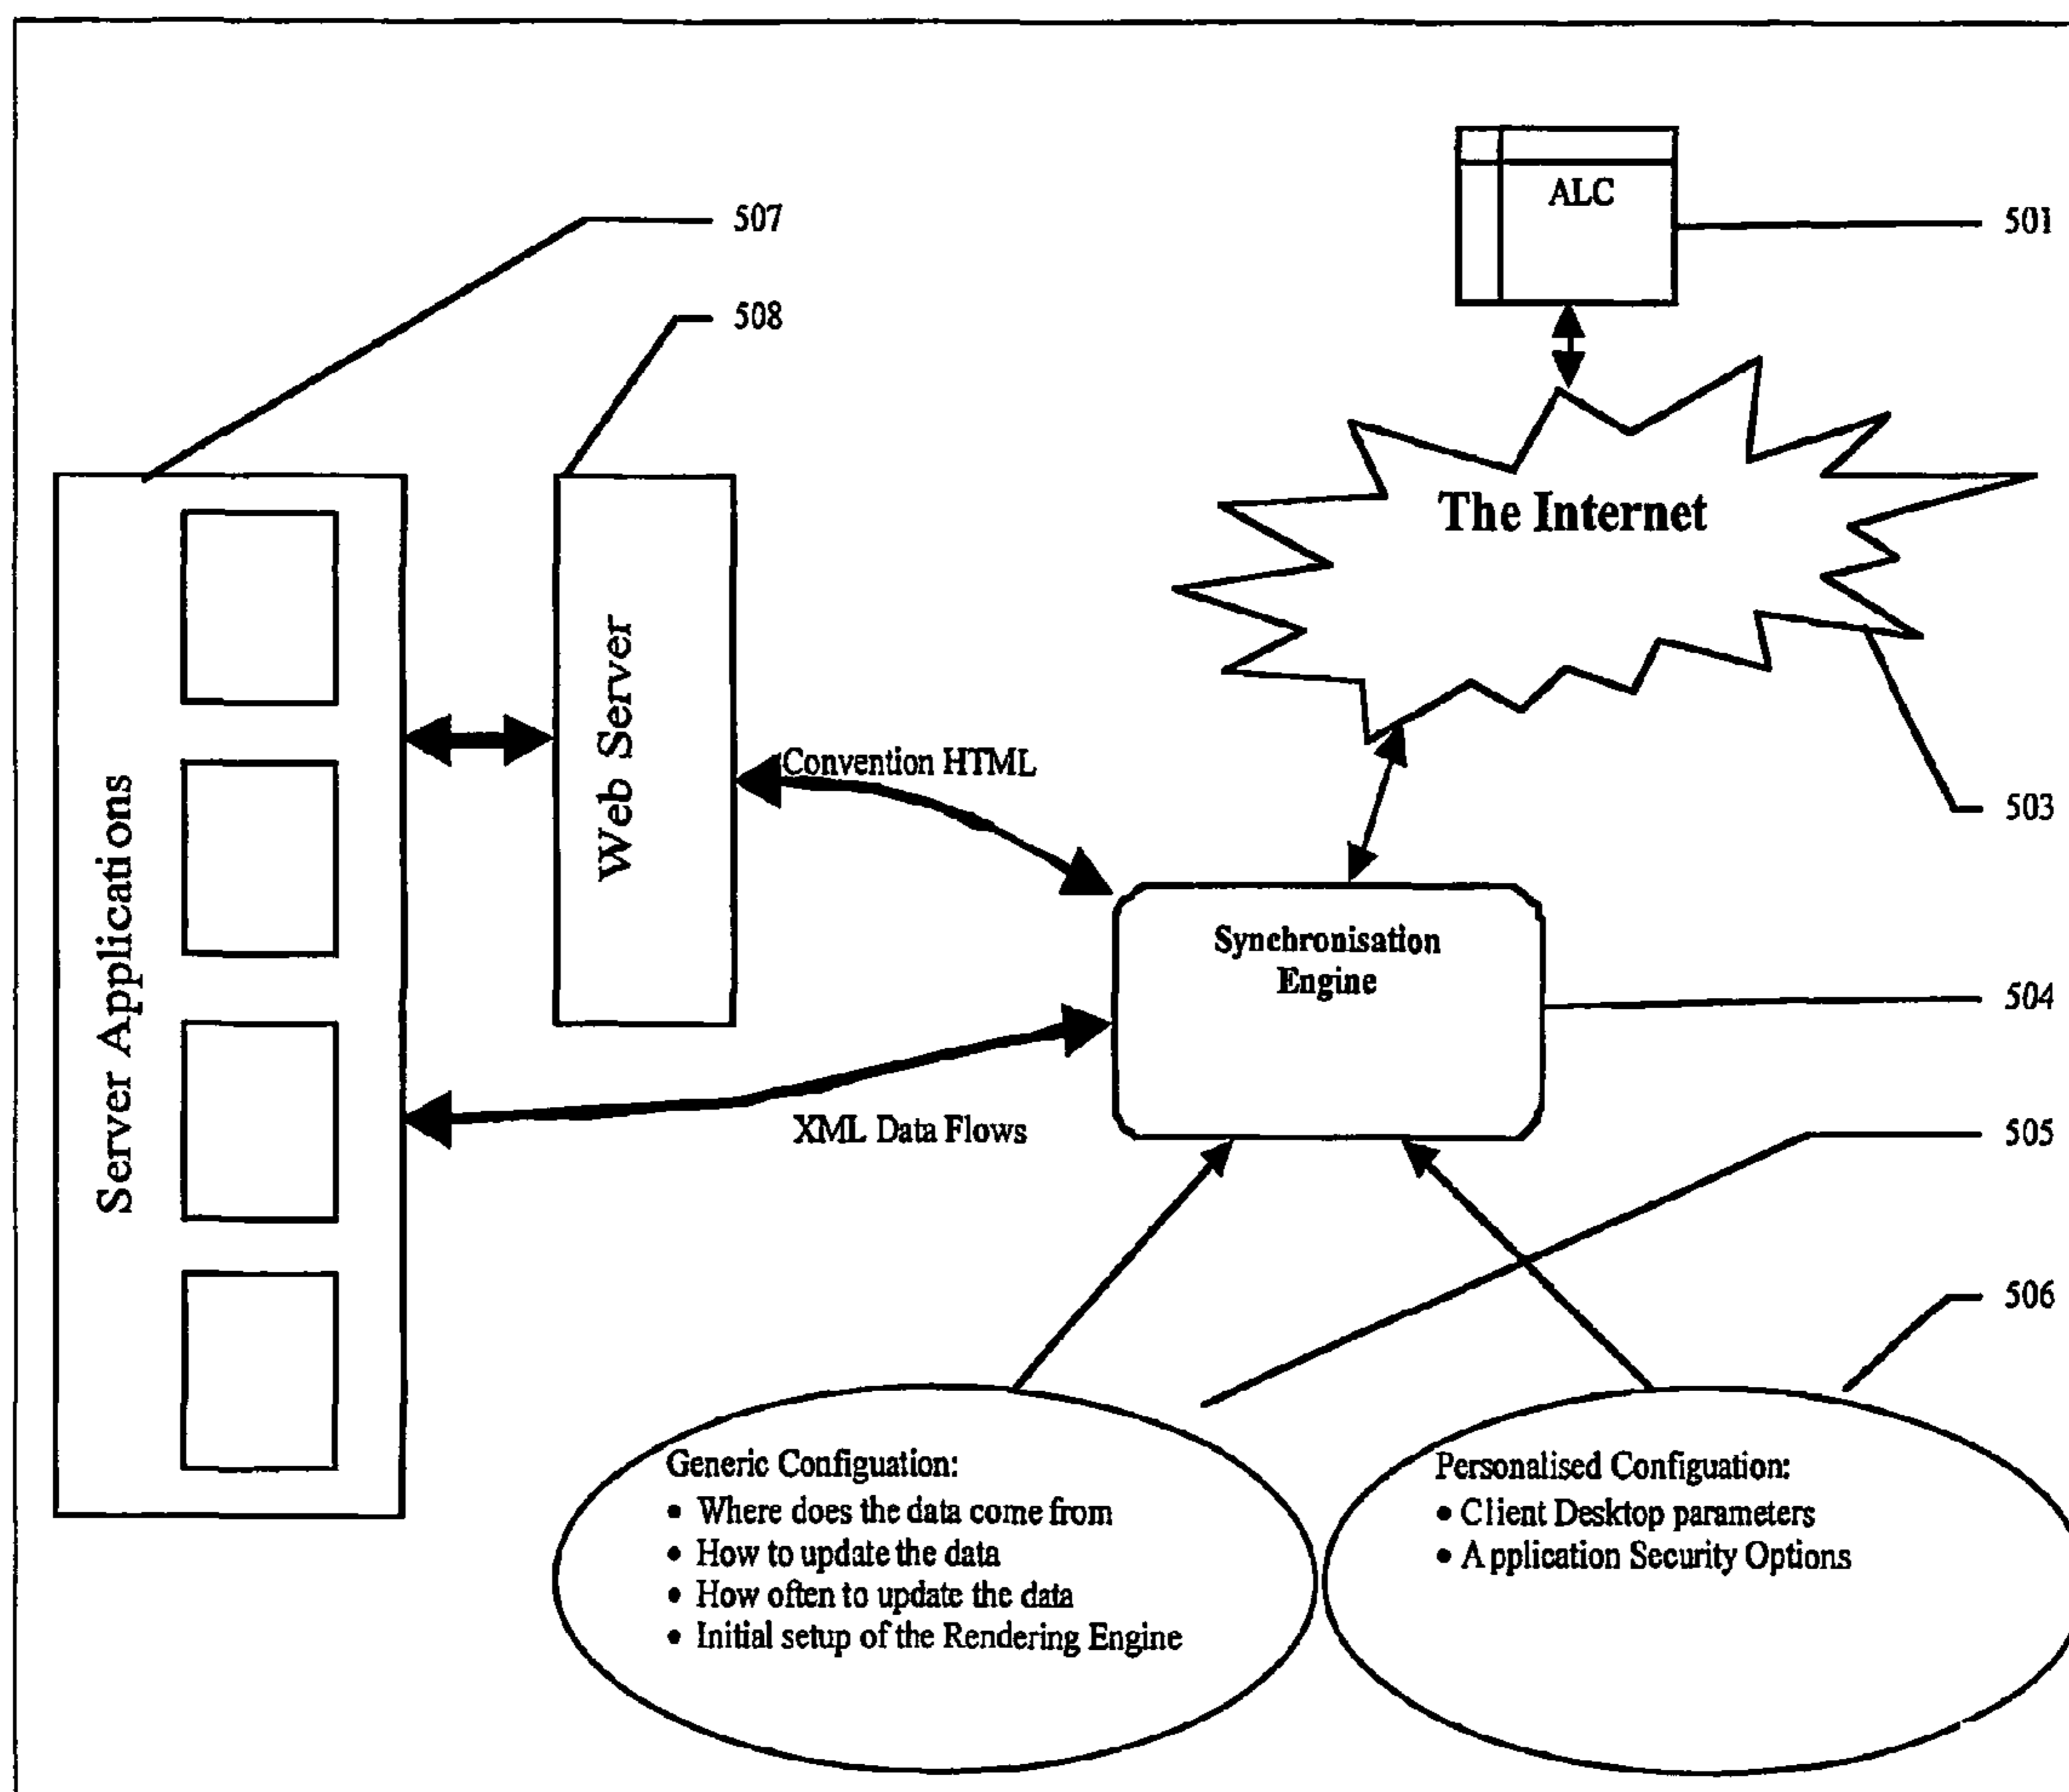 ALC
501
507
508
The Internet
Server Applications
Web Server
Convention HTML
503
Synchronisation
Engine
504
XML Data Flows
505
506
Generic Configuation:
• Where does the data come from
• How to update the data
• How often to update the data
• Initial setup of the Rendering Engine
Personalised Configuation:
• Client Desktop parameters
• Application Security Options